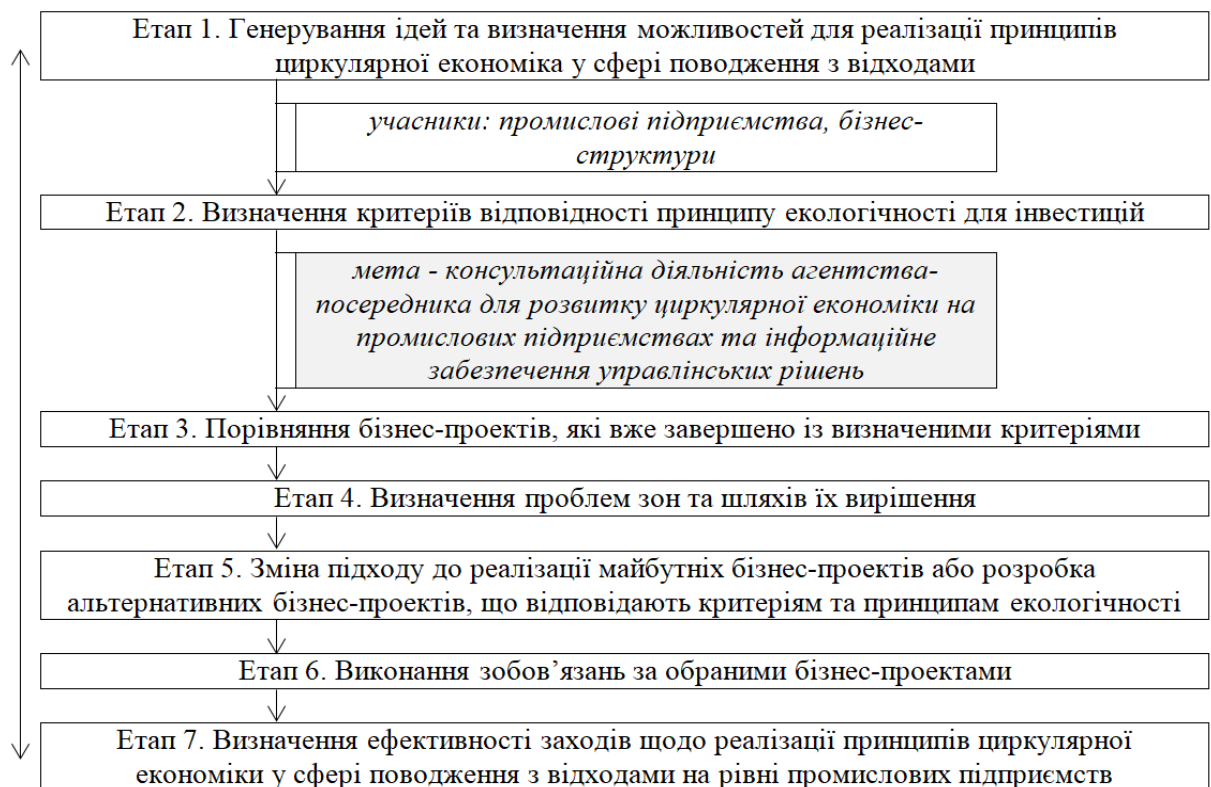 Етап 1. Генерування ідей та визначення можливостей для реалізації принципів
циркулярної економіка у сфері поводження з відходами
учасники: промислові підприємства, бізнес-
структури
Етап 2. Визначення критеріїв відповідності принципу екологічності для інвестицій
мета - консультаційна діяльність агентства-
посередника для розвитку циркулярної економіки на
промислових підприємствах та інформаційне
забезпечення управлінських рішень
Етап 3. Порівняння бізнес-проектів, які вже завершено із визначеними критеріями
Етап 4. Визначення проблем зон та шляхів їх вирішення
Етап 5. Зміна підходу до реалізації майбутніх бізнес-проектів або розробка
альтернативних бізнес-проектів, що відповідають критеріям та принципам екологічності
Етап 6. Виконання зобов’язань за обраними бізнес-проектами
Етап 7. Визначення ефективності заходів щодо реалізації принципів циркулярної
економіки у сфері поводження з відходами на рівні промислових підприємств